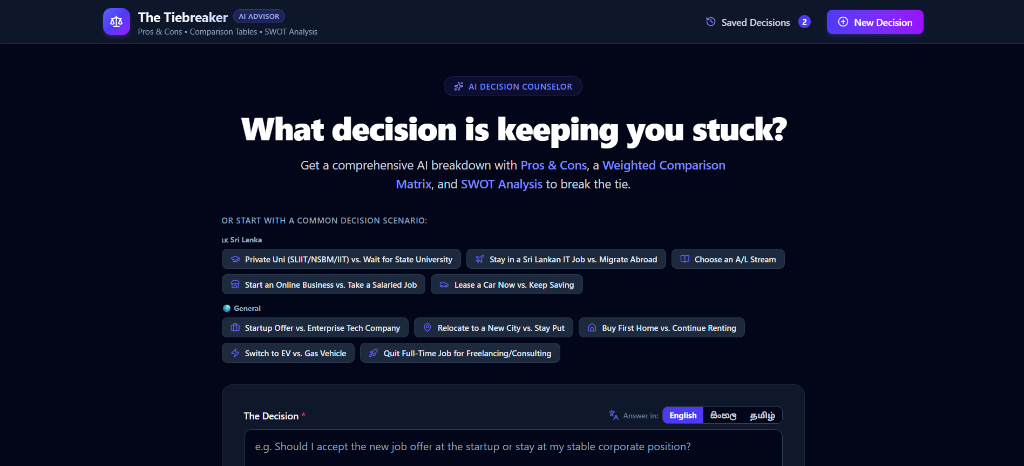 The Tiebreaker AI ADVISOR
Pros & Cons • Comparison Tables • SWOT Analysis
Saved Decisions 2
New Decision
AI DECISION COUNSELOR
What decision is keeping you stuck?
Get a comprehensive AI breakdown with Pros & Cons, a Weighted Comparison
Matrix, and SWOT Analysis to break the tie.
OR START WITH A COMMON DECISION SCENARIO:
LK Sri Lanka
Private Uni (SLIIT/NSBM/IIT) vs. Wait for State University
Stay in a Sri Lankan IT Job vs. Migrate Abroad
Choose an A/L Stream
Start an Online Business vs. Take a Salaried Job
Lease a Car Now vs. Keep Saving
General
Startup Offer vs. Enterprise Tech Company
Relocate to a New City vs. Stay Put
Buy First Home vs. Continue Renting
Switch to EV vs. Gas Vehicle
Quit Full-Time Job for Freelancing/Consulting
The Decision *
Answer in: English සිංහල தமிழ்
e.g. Should I accept the new job offer at the startup or stay at my stable corporate position?